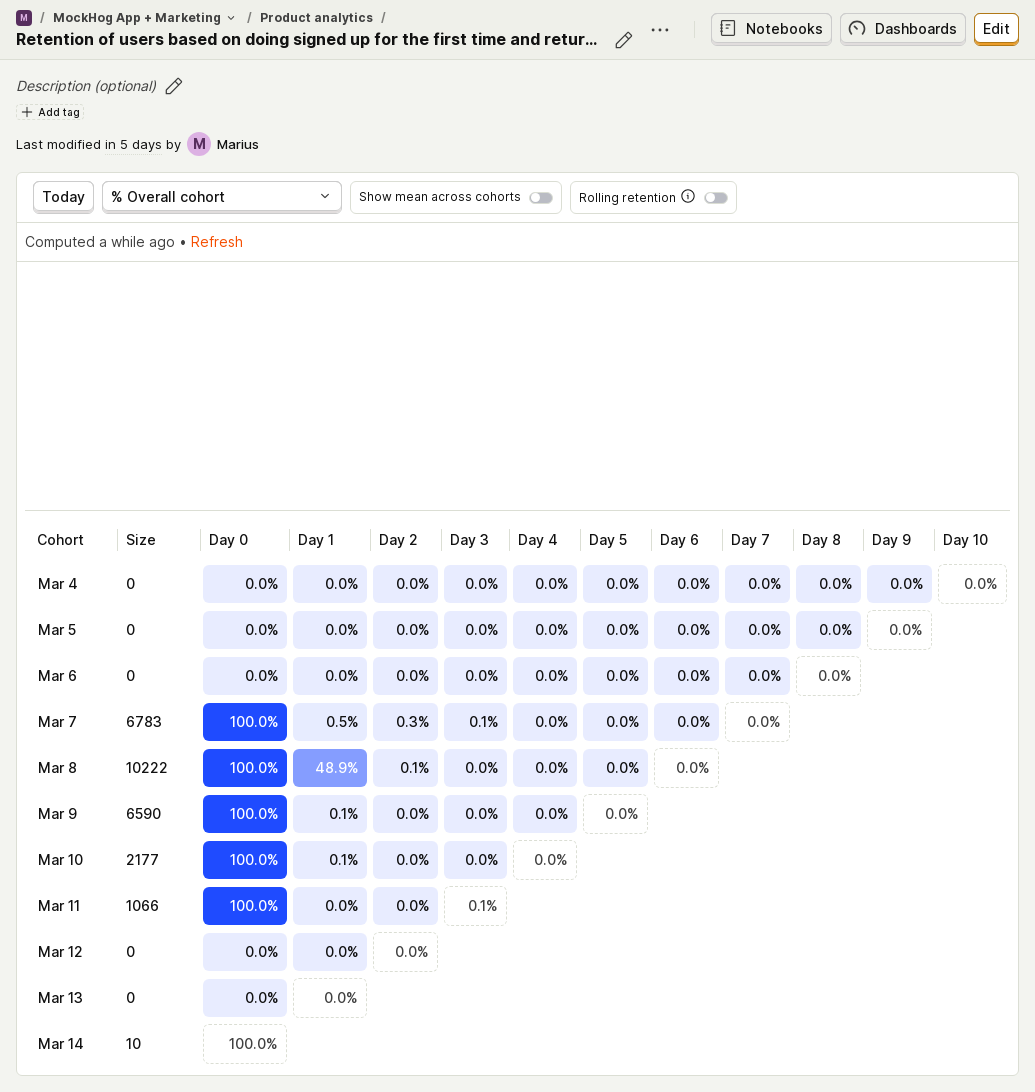 M / MockHog App + Marketing / Product analytics /
Retention of users based on doing signed up for the first time and retur...
Notebooks Dashboards Edit
Description (optional)
Add tag
Last modified in 5 days by M Marius
Today % Overall cohort Show mean across cohorts Rolling retention
Computed a while ago • Refresh
Cohort Size Day 0 Day 1 Day 2 Day 3 Day 4 Day 5 Day 6 Day 7 Day 8 Day 9 Day 10
Mar 4 0 0.0% 0.0% 0.0% 0.0% 0.0% 0.0% 0.0% 0.0% 0.0% 0.0% 0.0%
Mar 5 0 0.0% 0.0% 0.0% 0.0% 0.0% 0.0% 0.0% 0.0% 0.0% 0.0%
Mar 6 0 0.0% 0.0% 0.0% 0.0% 0.0% 0.0% 0.0% 0.0% 0.0%
Mar 7 6783 100.0% 0.5% 0.3% 0.1% 0.0% 0.0% 0.0% 0.0%
Mar 8 10222 100.0% 48.9% 0.1% 0.0% 0.0% 0.0% 0.0%
Mar 9 6590 100.0% 0.1% 0.0% 0.0% 0.0% 0.0%
Mar 10 2177 100.0% 0.1% 0.0% 0.0% 0.0%
Mar 11 1066 100.0% 0.0% 0.0% 0.1%
Mar 12 0 0.0% 0.0% 0.0%
Mar 13 0 0.0% 0.0%
Mar 14 10 100.0%